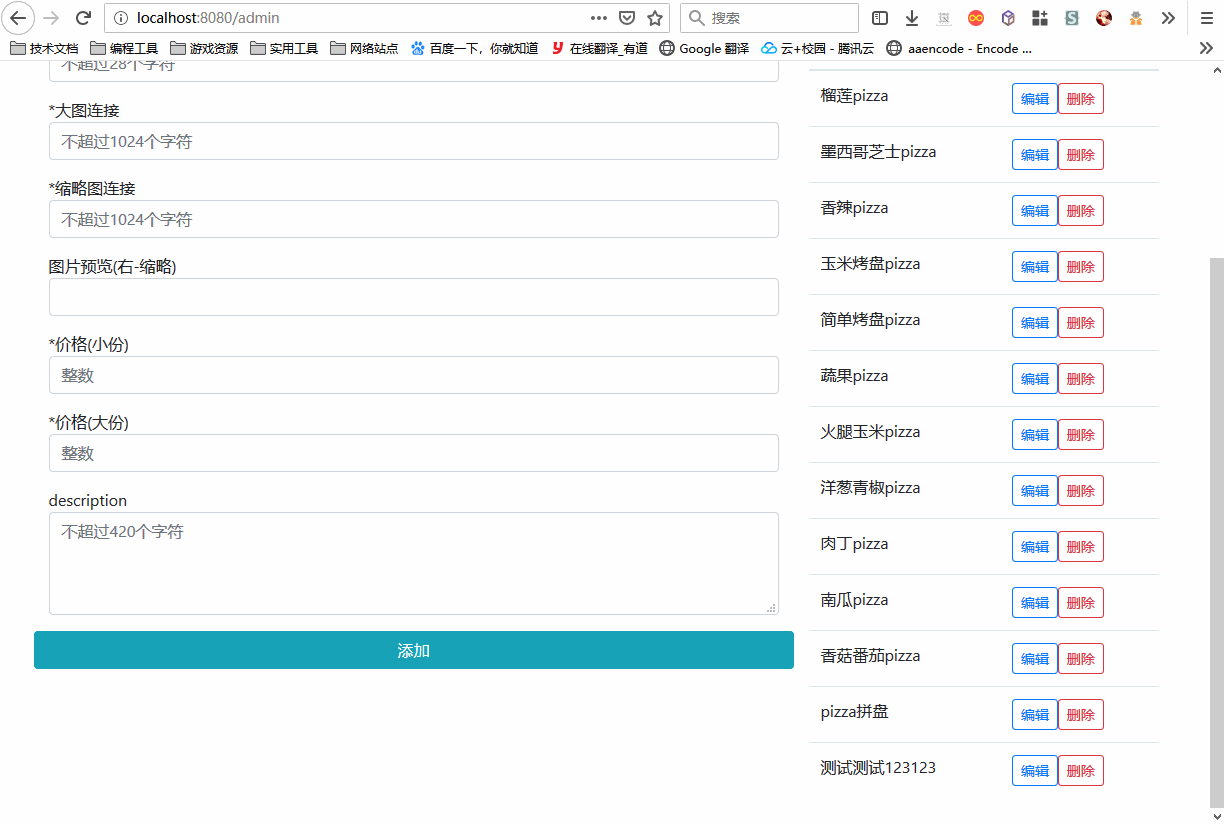 localhost:8080/admin
搜索
技术文档 编程工具 游戏资源 实用工具 网络站点 百度一下，你就知道 在线翻译_有道 Google 翻译 云+校园 - 腾讯云 aaencode - Encode ...
不超过28个字符
*大图连接
不超过1024个字符
*缩略图连接
不超过1024个字符
图片预览(右-缩略)
*价格(小份)
整数
*价格(大份)
整数
description
不超过420个字符
添加
榴莲pizza 编辑 删除
墨西哥芝士pizza 编辑 删除
香辣pizza 编辑 删除
玉米烤盘pizza 编辑 删除
简单烤盘pizza 编辑 删除
蔬果pizza 编辑 删除
火腿玉米pizza 编辑 删除
洋葱青椒pizza 编辑 删除
肉丁pizza 编辑 删除
南瓜pizza 编辑 删除
香菇番茄pizza 编辑 删除
pizza拼盘 编辑 删除
测试测试123123 编辑 删除